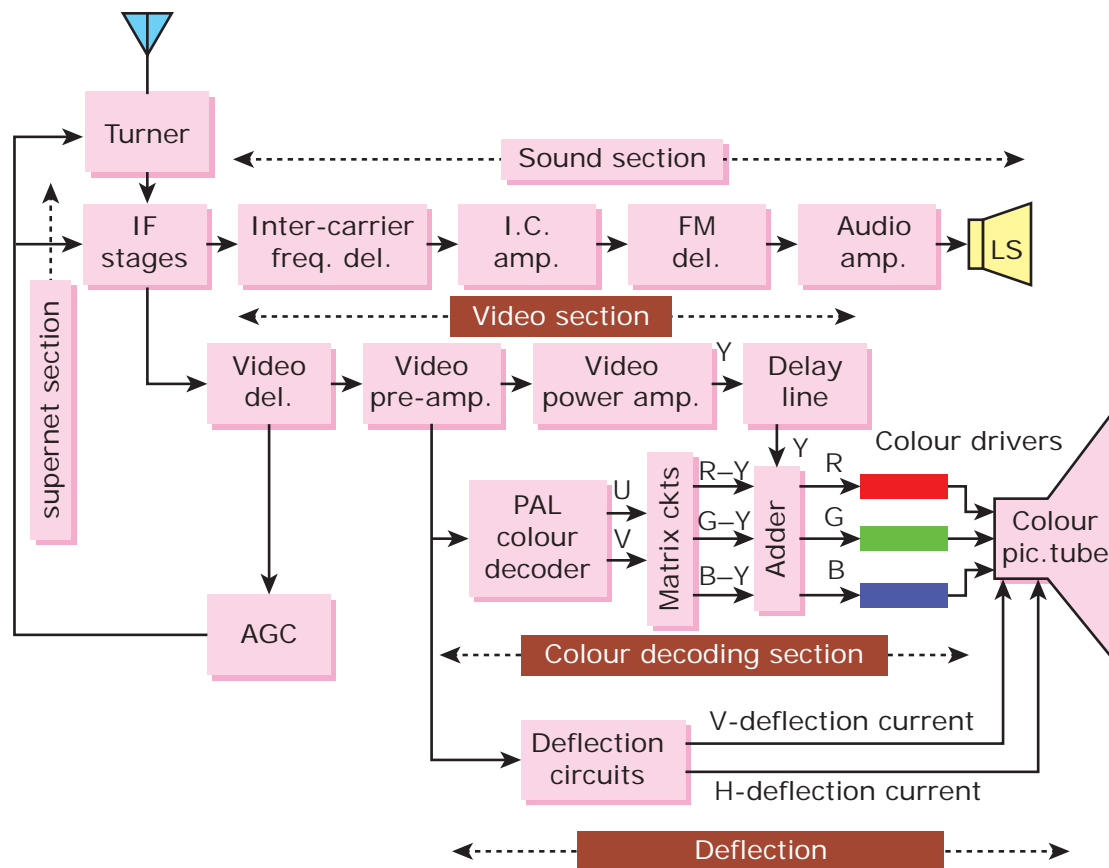 Turner
Sound section
IF
stages
Inter-carrier
freq. del.
I.C.
amp.
FM
del.
Audio
amp.
LS
supernet section
Video section
Video
del.
Video
pre-amp.
Video
power amp.
Y
Delay
line
Y
Colour drivers
PAL
colour
decoder
U
V
Matrix ckts
R–Y
G–Y
B–Y
Adder
R
G
B
Colour
pic.tube
AGC
Colour decoding section
Deflection
circuits
V-deflection current
H-deflection current
Deflection